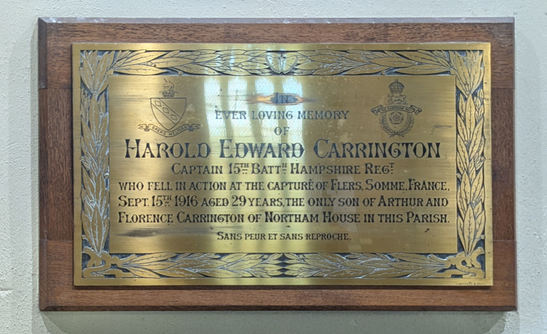 IN
EVER LOVING MEMORY
OF
HAROLD EDWARD CARRINGTON
CAPTAIN 15TH BATTN HAMPSHIRE REGT
WHO FELL IN ACTION AT THE CAPTURE OF FLERS, SOMME, FRANCE,
SEPT. 15TH 1916 AGED 29 YEARS, THE ONLY SON OF ARTHUR AND
FLORENCE CARRINGTON OF NORTHAM HOUSE IN THIS PARISH.
SANS PEUR ET SANS REPROCHE.